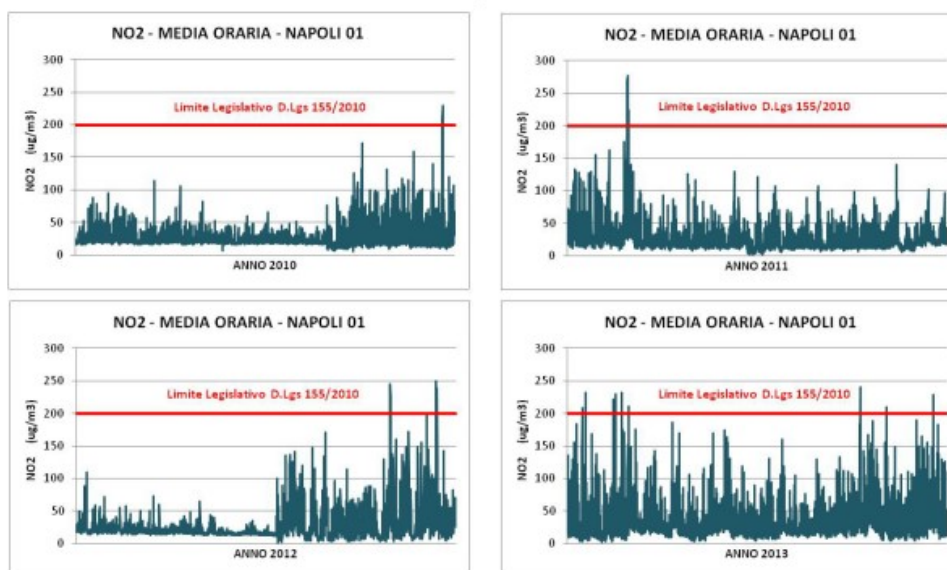 NO2 - MEDIA ORARIA - NAPOLI 01
300
250
200
150
100
50
0
NO2 (ug/m3)
Limite Legislativo D.Lgs 155/2010
ANNO 2010
NO2 - MEDIA ORARIA - NAPOLI 01
300
250
200
150
100
50
0
NO2 (ug/m3)
Limite Legislativo D.Lgs 155/2010
ANNO 2011
NO2 - MEDIA ORARIA - NAPOLI 01
300
250
200
150
100
50
0
NO2 (ug/m3)
Limite Legislativo D.Lgs 155/2010
ANNO 2012
NO2 - MEDIA ORARIA - NAPOLI 01
300
250
200
150
100
50
0
NO2 (ug/m3)
Limite Legislativo D.Lgs 155/2010
ANNO 2013